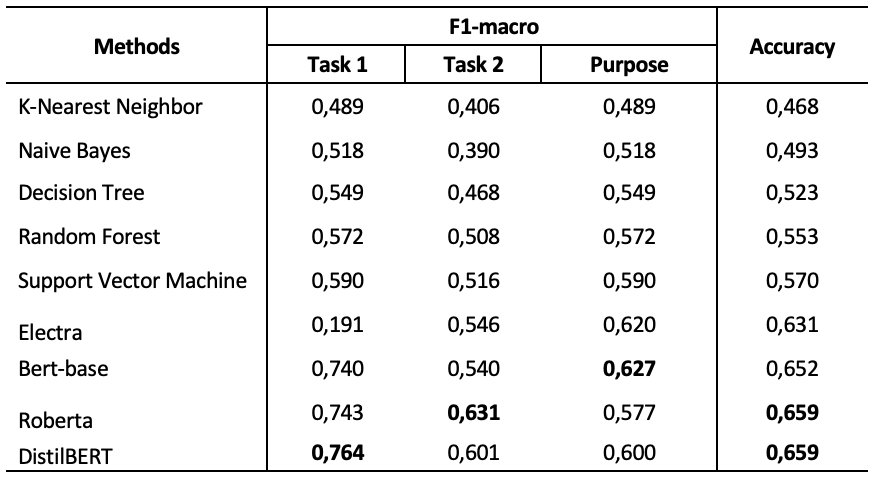 Methods F1-macro Accuracy
Task 1 Task 2 Purpose
K-Nearest Neighbor 0,489 0,406 0,489 0,468
Naive Bayes 0,518 0,390 0,518 0,493
Decision Tree 0,549 0,468 0,549 0,523
Random Forest 0,572 0,508 0,572 0,553
Support Vector Machine 0,590 0,516 0,590 0,570
Electra 0,191 0,546 0,620 0,631
Bert-base 0,740 0,540 0,627 0,652
Roberta 0,743 0,631 0,577 0,659
DistilBERT 0,764 0,601 0,600 0,659